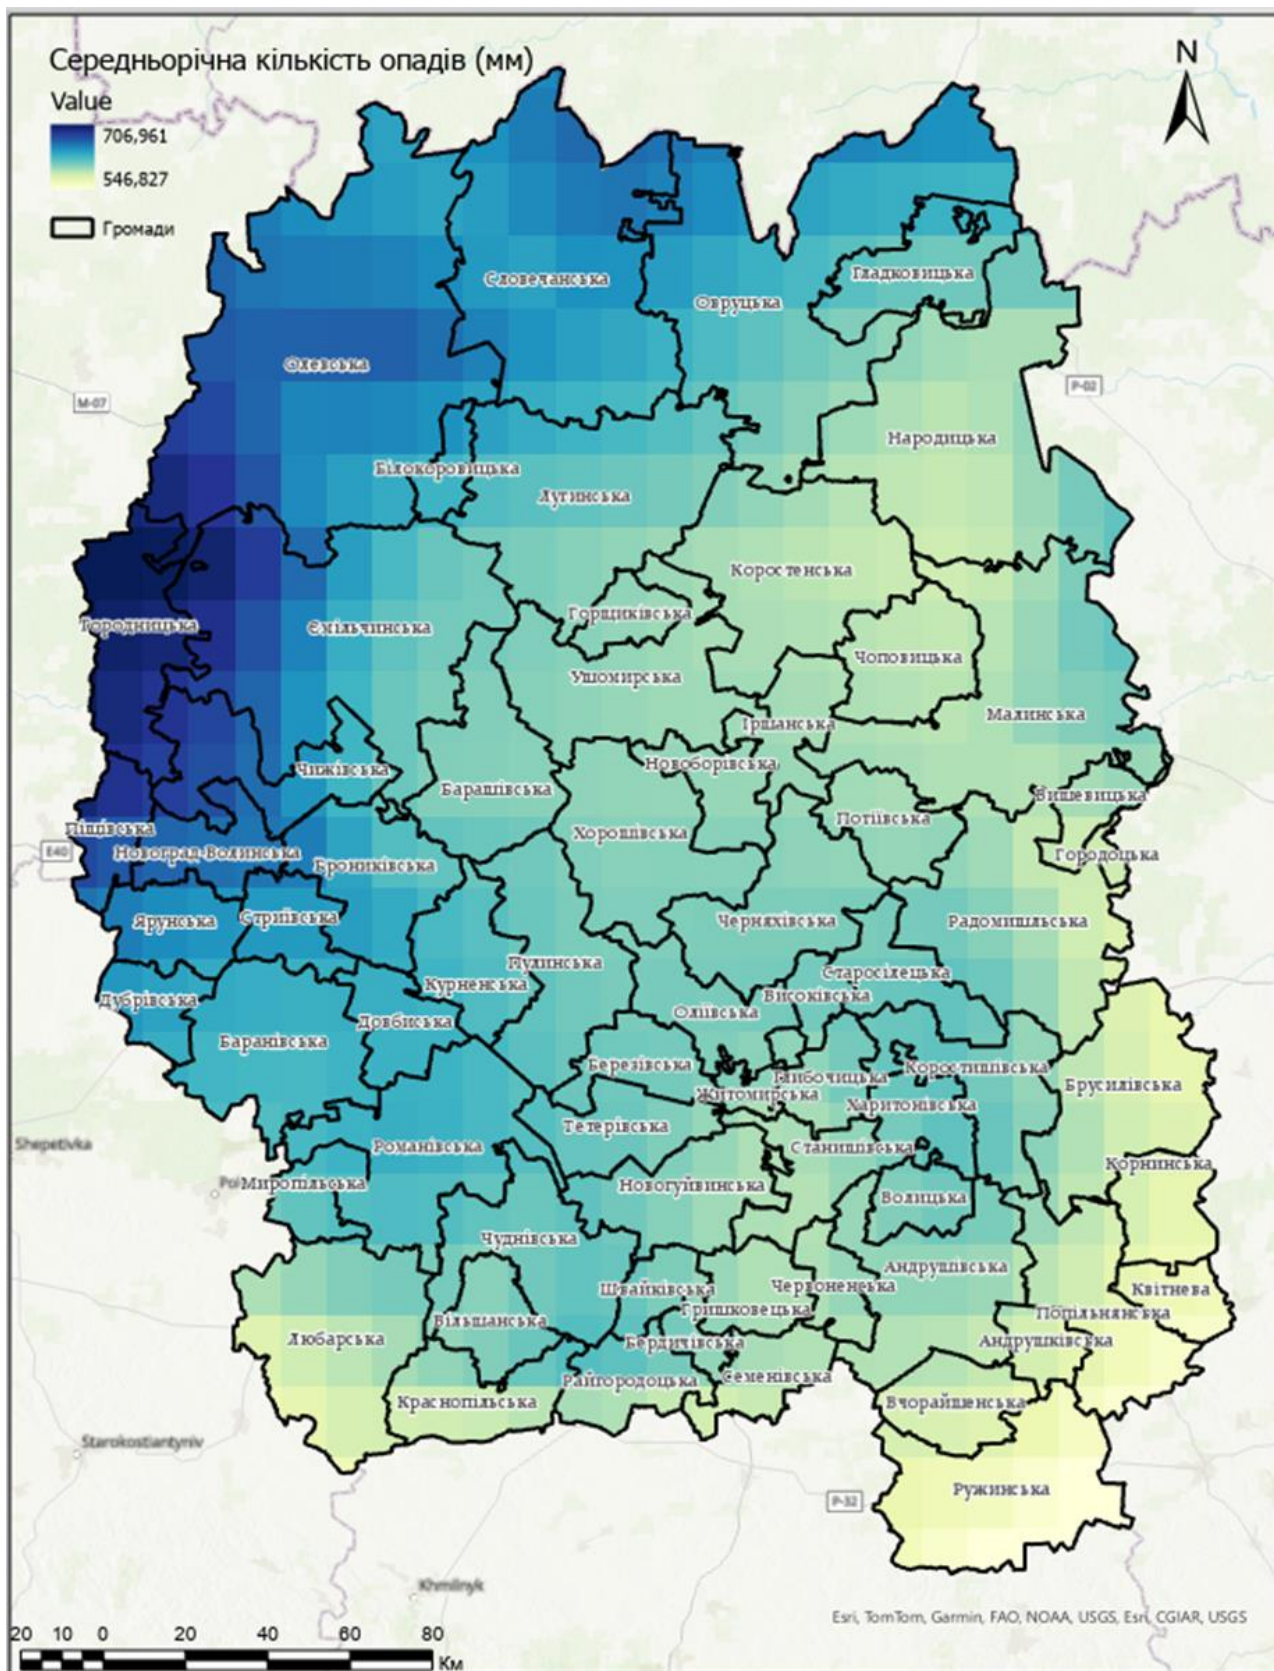 Середньорічна кількість опадів (мм)
N
Value
706,961
546,827
Громади
Гладковицька
Словечанська
Овруцька
Олевська
М-07
Р-02
Народицька
Білокоровицька
Лугинська
Коростенська
Горщиківська
Городницька
Ємільчинська
Чоповицька
Ушомирська
Малинська
Іршанська
Новоборівська
Чижівська
Барашівська
Вишевицька
Потіївська
Піщівська
Хорошівська
Е40
Новоград-Волинська
Городоцька
Брониківська
Ярунська
Стриївська
Черняхівська
Радомишльська
Пулинська
Старосілецька
Курненська
Дубрівська
Високівська
Оліївська
Довбиська
Баранівська
Березівська
Глибочицька
Коростишівська
Брусилівська
Житомирська
Харитонівська
Тетерівська
Shepetivka
Романівська
Станишівська
Корнинська
Pol
Миропільська
Новогуйвинська
Волицька
Чуднівська
Андрушівська
Швайківська
Червоненська
Квітнева
Гришковецька
Попільнянська
Вільшанська
Любарська
Бердичівська
Андрушківська
Райгородоцька
Семенівська
Краснопільська
Вчорайшенська
Starokostiantyniv
Ружинська
Р-32
Khmilnyk
Esri, TomTom, Garmin, FAO, NOAA, USGS, Esri, CGIAR, USGS
20 10 0 20 40 60 80
Км